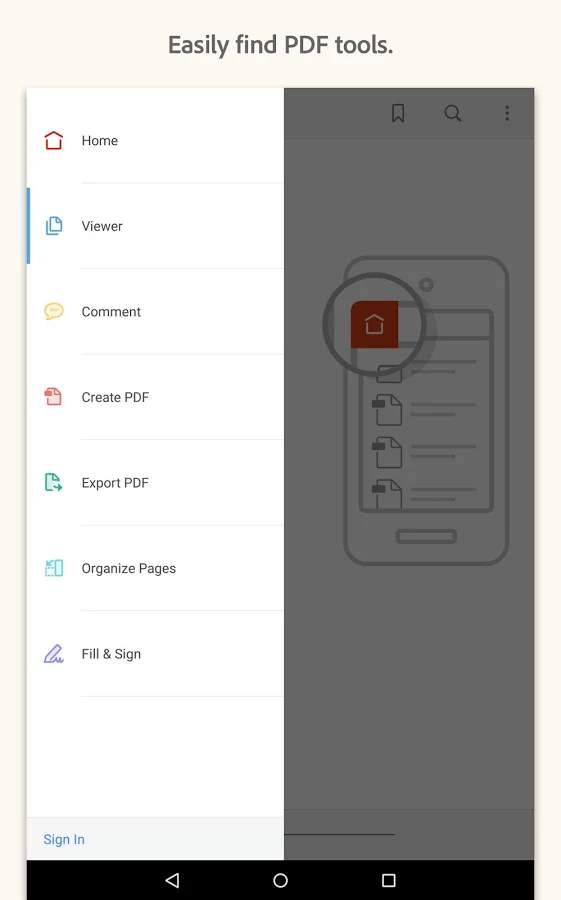 Easily find PDF tools.
Home
Viewer
Comment
Create PDF
Export PDF
Organize Pages
Fill & Sign
Sign In